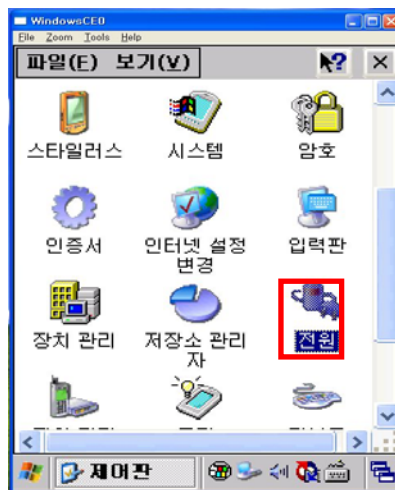 WindowsCE0
File Zoom Tools Help
파일(F) 보기(V)
스타일러스 시스템 암호
인증서 인터넷 설정 변경 입력판
장치 관리 저장소 관리자 전원
제어판